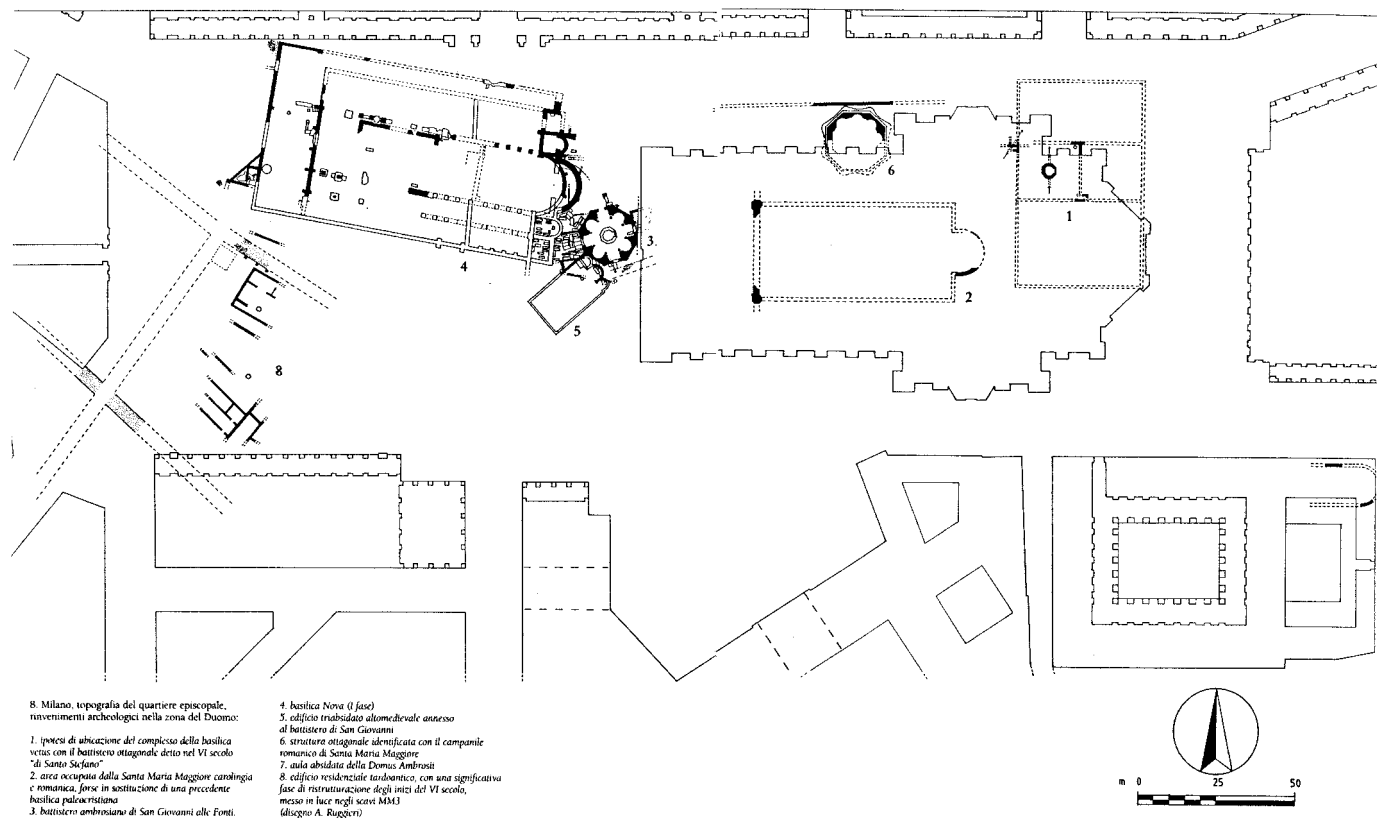 6
1
3.
4
2
5
8
8. Milano, topografia del quartiere episcopale,
rinvenimenti archeologici nella zona del Duomo:
1. ipotesi di ubicazione del complesso della basilica
vetus con il battistero ottagonale detto nel VI secolo
"di Santo Stefano"
2. area occupata dalla Santa Maria Maggiore carolingia
e romanica, forse in sostituzione di una precedente
basilica paleocristiana
3. battistero ambrosiano di San Giovanni alle Fonti.
4. basilica Nova (I fase)
5. edificio triabsidato altomedievale annesso
al battistero di San Giovanni
6. struttura ottagonale identificata con il campanile
romanico di Santa Maria Maggiore
7. aula absidata della Domus Ambrosii
8. edificio residenziale tardoantico, con una significativa
fase di ristrutturazione degli inizi del VI secolo,
messo in luce negli scavi MM3
(disegno A. Ruggieri)
m 0 25 50